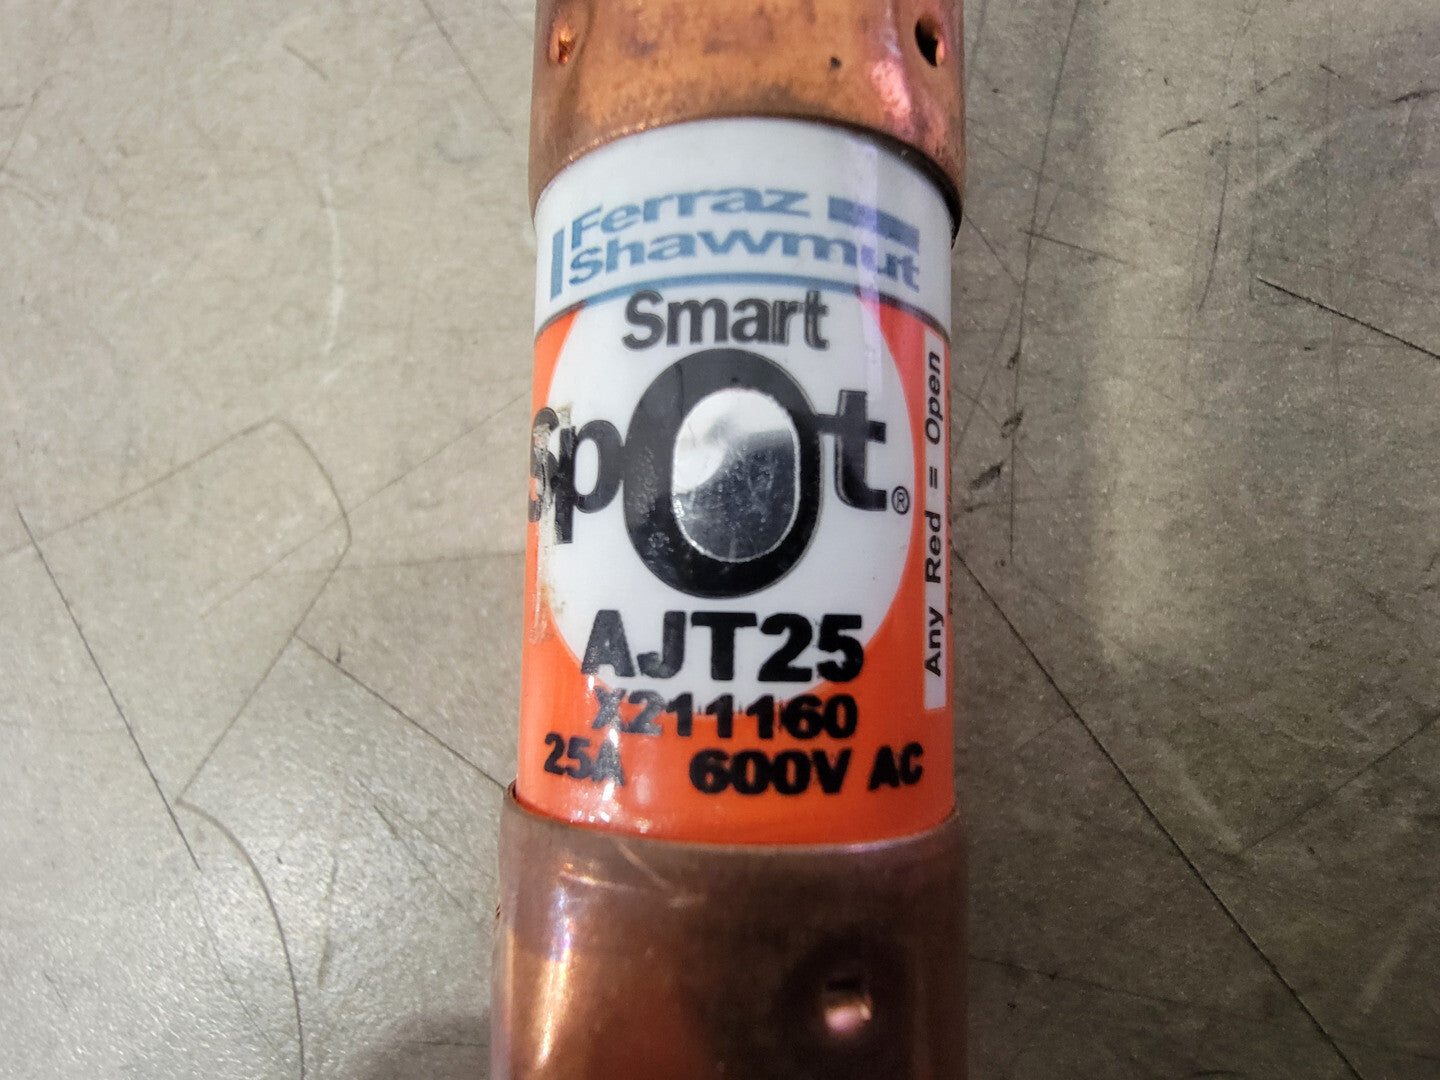 Ferraz
Shawmut
Smart
Spot®
AJT25
X211160
25A 600V AC
Any Red = Open